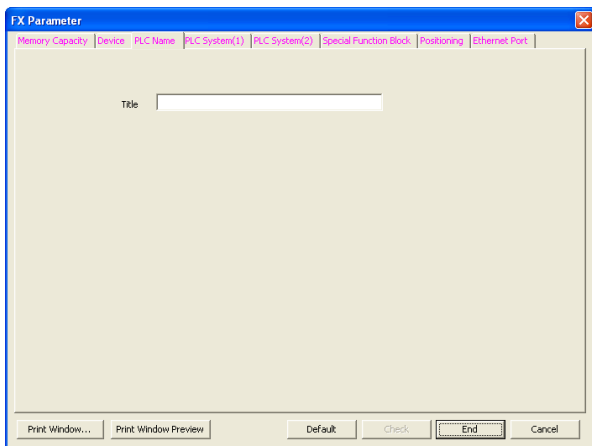 FX Parameter
Memory Capacity Device PLC Name PLC System(1) PLC System(2) Special Function Block Positioning Ethernet Port
Title
Print Window... Print Window Preview Default Check End Cancel